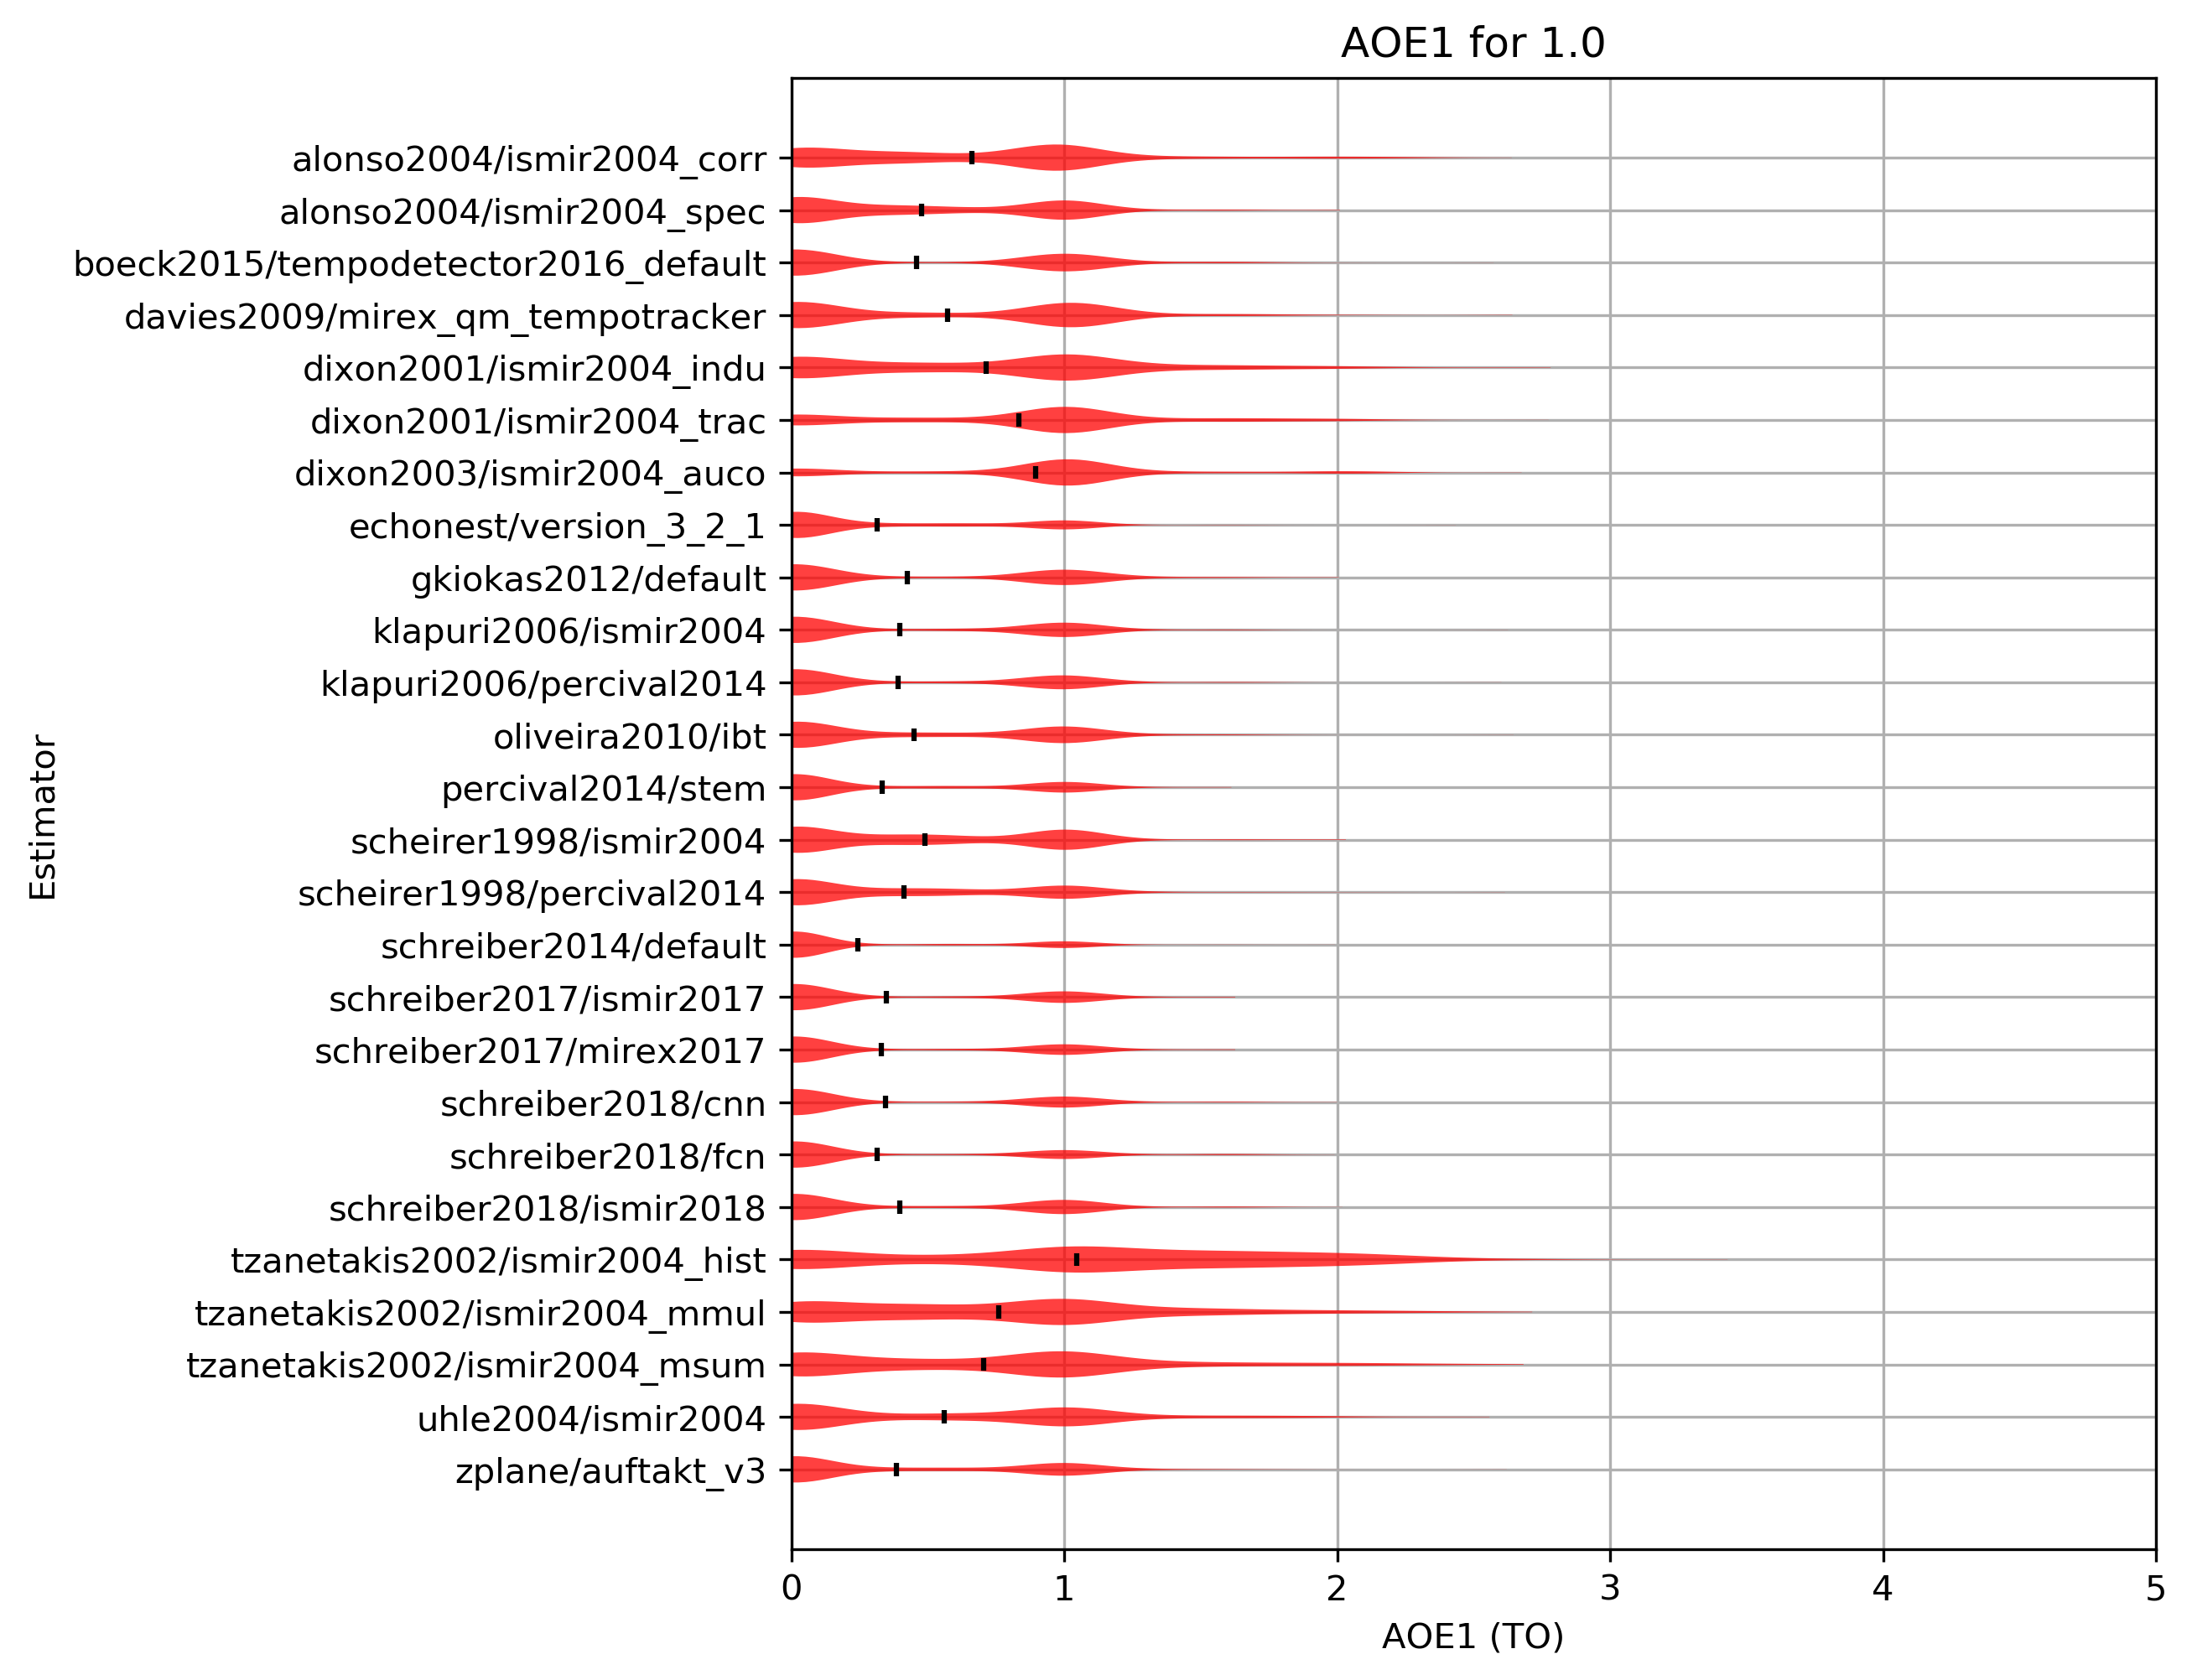 AOE1 for 1.0
alonso2004/ismir2004_corr
alonso2004/ismir2004_spec
boeck2015/tempodetector2016_default
davies2009/mirex_qm_tempotracker
dixon2001/ismir2004_indu
dixon2001/ismir2004_trac
dixon2003/ismir2004_auco
echonest/version_3_2_1
gkiokas2012/default
klapuri2006/ismir2004
klapuri2006/percival2014
oliveira2010/ibt
percival2014/stem
scheirer1998/ismir2004
scheirer1998/percival2014
schreiber2014/default
schreiber2017/ismir2017
schreiber2017/mirex2017
schreiber2018/cnn
schreiber2018/fcn
schreiber2018/ismir2018
tzanetakis2002/ismir2004_hist
tzanetakis2002/ismir2004_mmul
tzanetakis2002/ismir2004_msum
uhle2004/ismir2004
zplane/auftakt_v3
Estimator
0 1 2 3 4 5
AOE1 (TO)